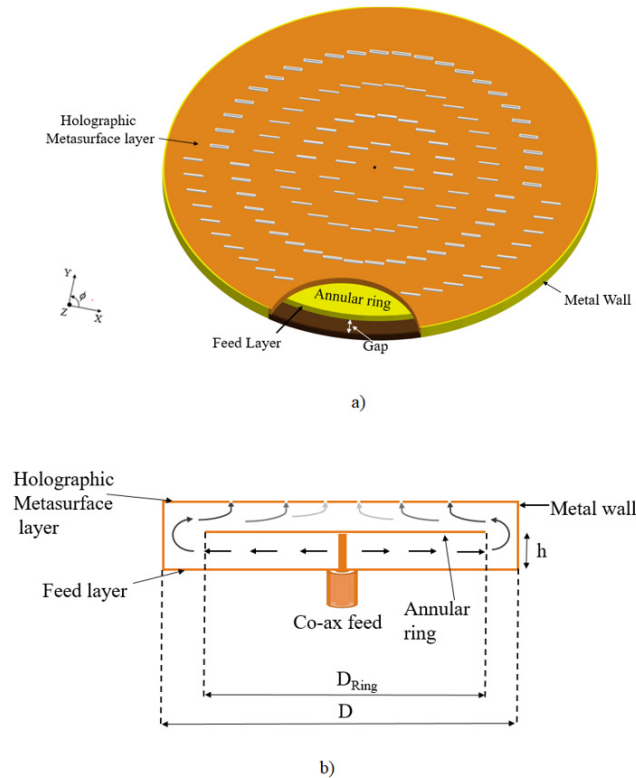 Holographic
Metasurface layer
Y
ϕ
Z
X
Annular ring
Feed Layer
Gap
Metal Wall
a)
Holographic
Metasurface
layer
Metal wall
h
Feed layer
Co-ax feed
Annular
ring
D_Ring
D
b)